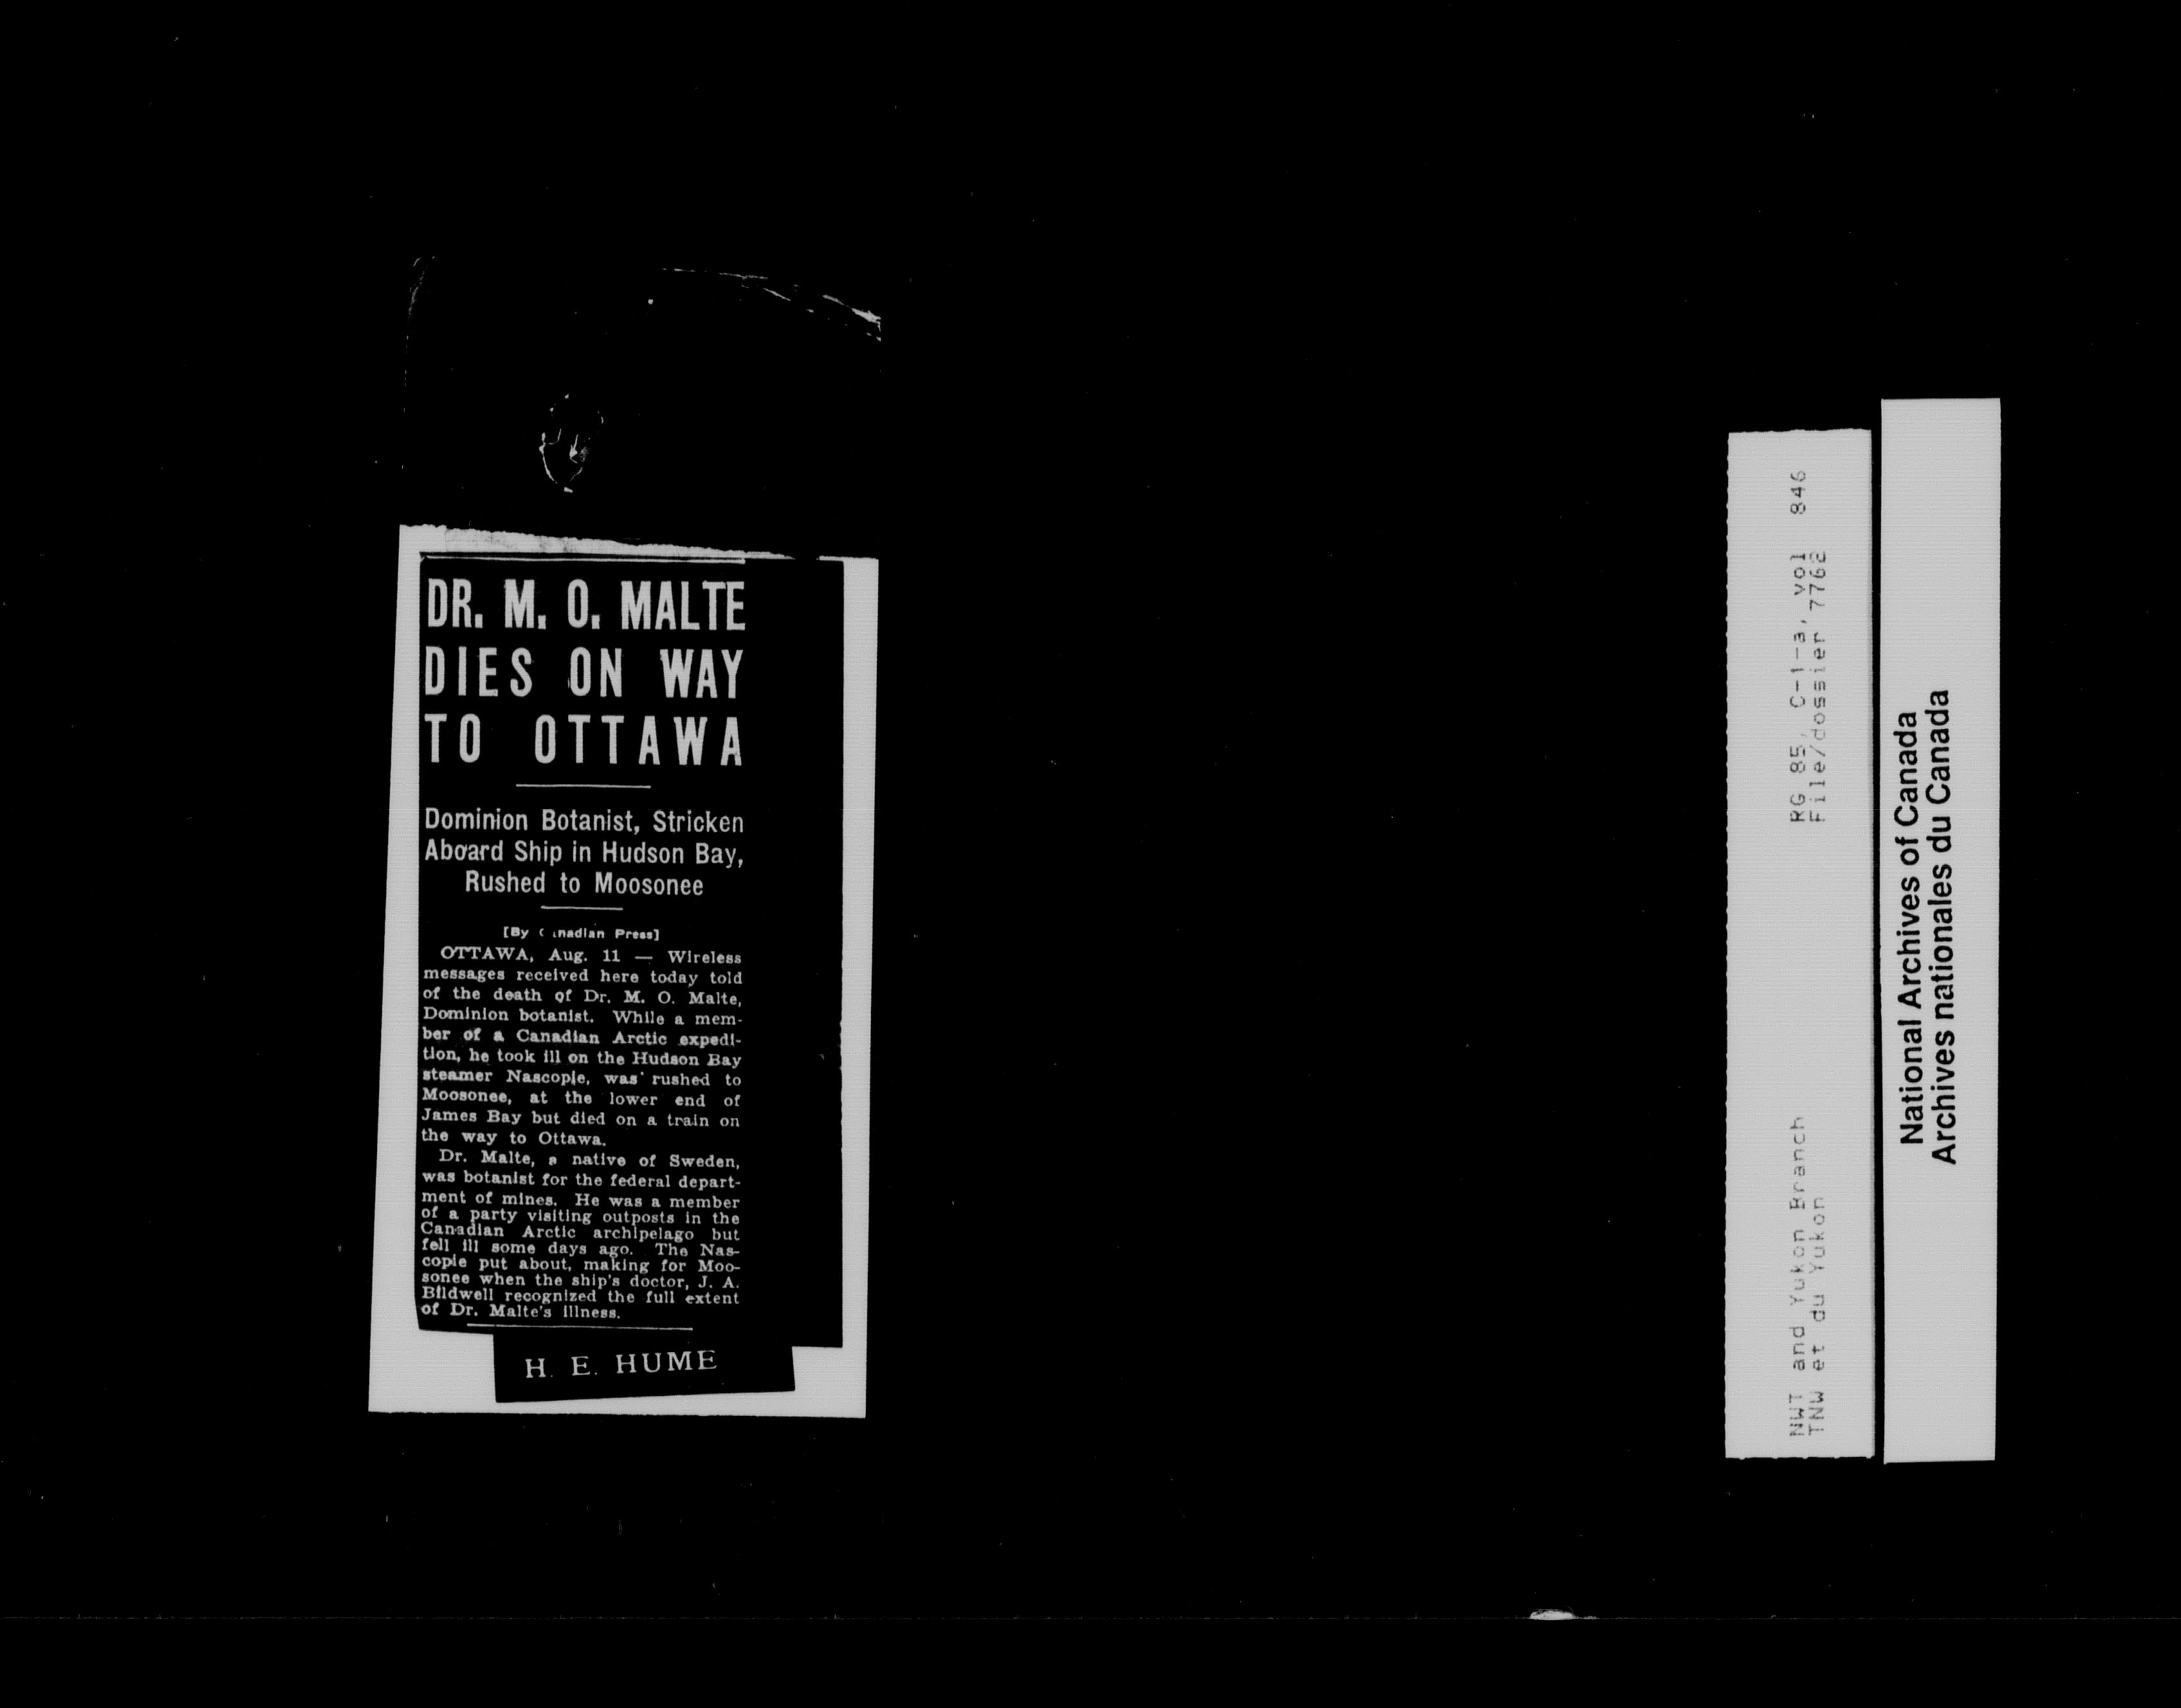 DR. M. O. MALTE
DIES ON WAY
TO OTTAWA
Dominion Botanist, Stricken
Aboard Ship in Hudson Bay,
Rushed to Moosonee
[By Canadian Press]
OTTAWA, Aug. 11 — Wireless
messages received here today told
of the death of Dr. M. O. Malte,
Dominion botanist. While a mem-
ber of a Canadian Arctic expedi-
tion, he took ill on the Hudson Bay
steamer Nascopie, was rushed to
Moosonee, at the lower end of
James Bay but died on a train on
the way to Ottawa.
Dr. Malte, a native of Sweden,
was botanist for the federal depart-
ment of mines. He was a member
of a party visiting outposts in the
Canadian Arctic archipelago but
fell ill some days ago. The Nas-
copie put about, making for Moo-
sonee when the ship's doctor, J. A.
Bildwell recognized the full extent
of Dr. Malte's illness.
H. E. HUME
NWT and Yukon Branch RG 85, C-1-a, vol 846
TNW et du Yukon File/dossier 7762
National Archives of Canada
Archives nationales du Canada